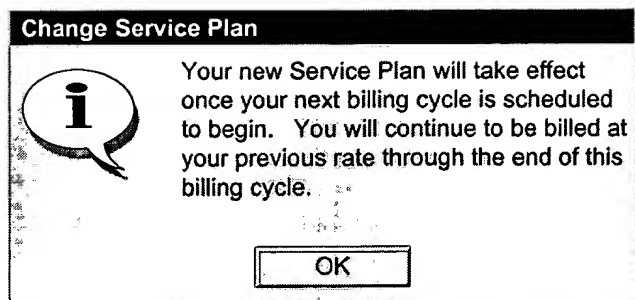 Change Service Plan
i
Your new Service Plan will take effect
once your next billing cycle is scheduled
to begin. You will continue to be billed at
your previous rate through the end of this
billing cycle.
OK